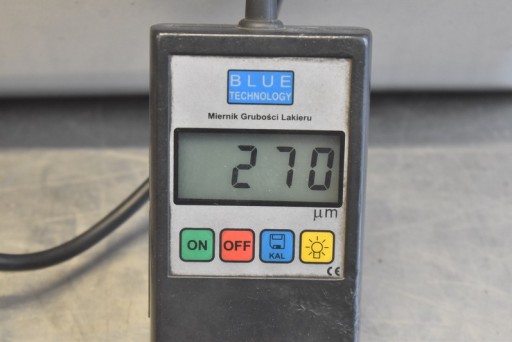 BLUE
TECHNOLOGY
Miernik Grubości Lakieru
270
μm
ON OFF KAL
CE